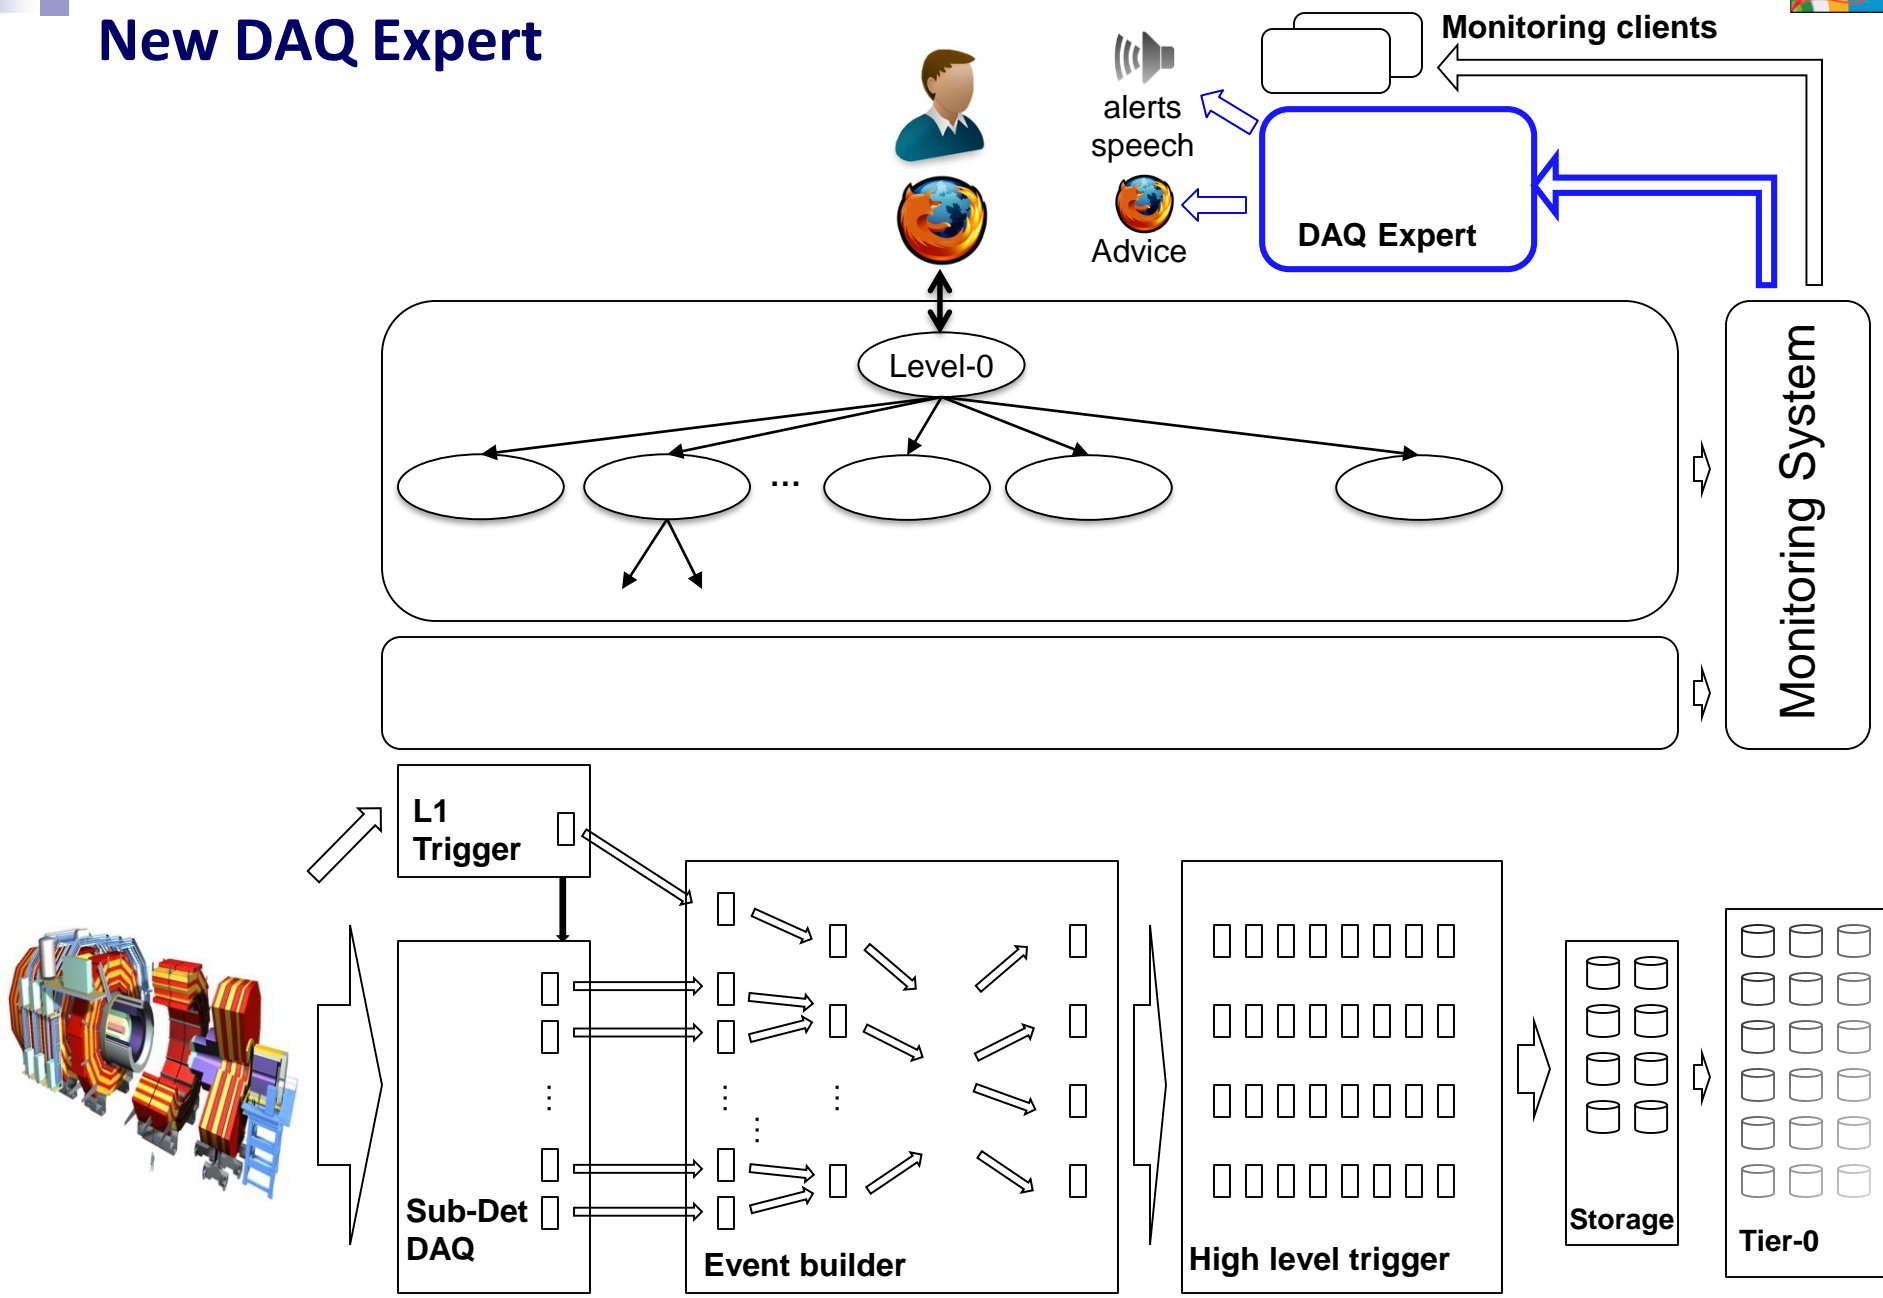 New DAQ Expert
Monitoring clients
alerts
speech
DAQ Expert
Advice
Level-0
...
Monitoring System
L1
Trigger
Sub-Det
DAQ
Event builder
High level trigger
Storage
Tier-0